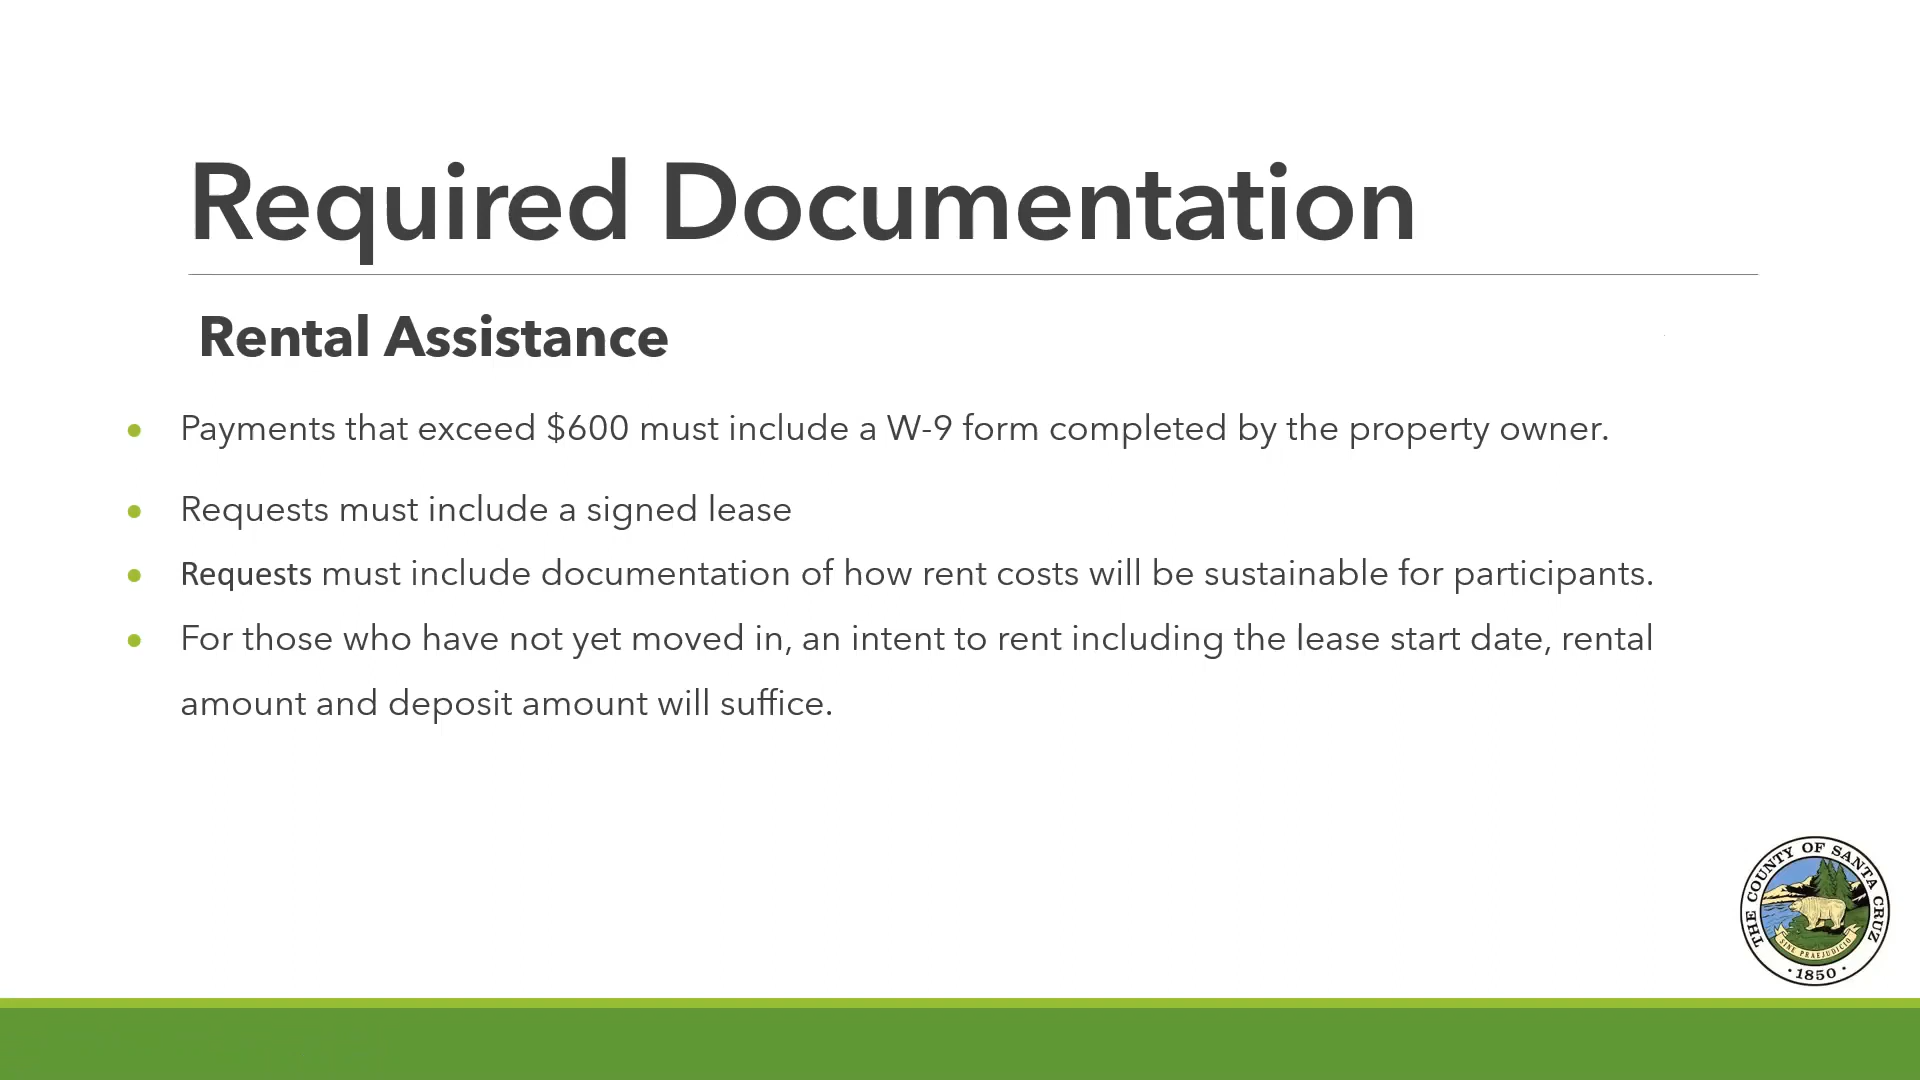 Required Documentation
Rental Assistance
Payments that exceed $600 must include a W-9 form completed by the property owner.
Requests must include a signed lease
Requests must include documentation of how rent costs will be sustainable for participants.
For those who have not yet moved in, an intent to rent including the lease start date, rental
amount and deposit amount will suffice.
THE COUNTY OF SANTA CRUZ
SINE PRAEJUDICIO
· 1850 ·